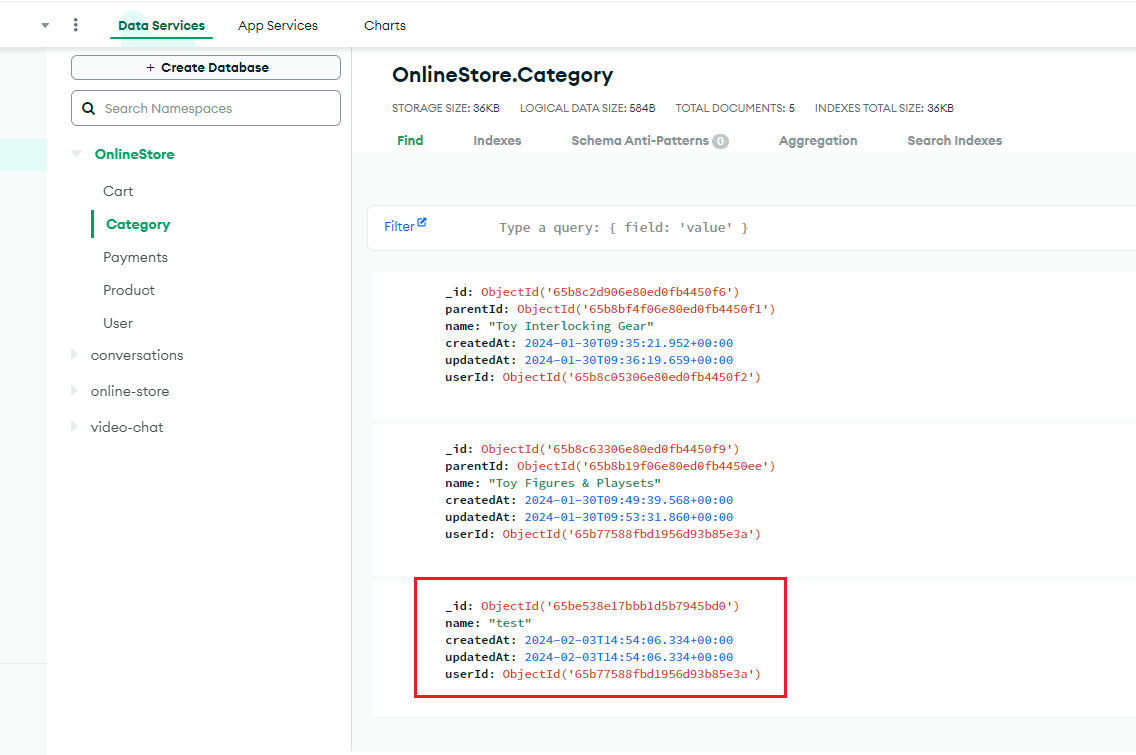 Data Services App Services Charts
+ Create Database
Search Namespaces
OnlineStore
Cart
Category
Payments
Product
User
conversations
online-store
video-chat
OnlineStore.Category
STORAGE SIZE: 36KB LOGICAL DATA SIZE: 584B TOTAL DOCUMENTS: 5 INDEXES TOTAL SIZE: 36KB
Find Indexes Schema Anti-Patterns 0 Aggregation Search Indexes
Filter Type a query: { field: 'value' }
_id: ObjectId('65b8c2d906e80ed0fb4450f6')
parentId: ObjectId('65b8bf4f06e80ed0fb4450f1')
name: "Toy Interlocking Gear"
createdAt: 2024-01-30T09:35:21.952+00:00
updatedAt: 2024-01-30T09:36:19.659+00:00
userId: ObjectId('65b8c05306e80ed0fb4450f2')
_id: ObjectId('65b8c63306e80ed0fb4450f9')
parentId: ObjectId('65b8b19f06e80ed0fb4450ee')
name: "Toy Figures & Playsets"
createdAt: 2024-01-30T09:49:39.568+00:00
updatedAt: 2024-01-30T09:53:31.860+00:00
userId: ObjectId('65b77588fbd1956d93b85e3a')
_id: ObjectId('65be538e17bbb1d5b7945bd0')
name: "test"
createdAt: 2024-02-03T14:54:06.334+00:00
updatedAt: 2024-02-03T14:54:06.334+00:00
userId: ObjectId('65b77588fbd1956d93b85e3a')